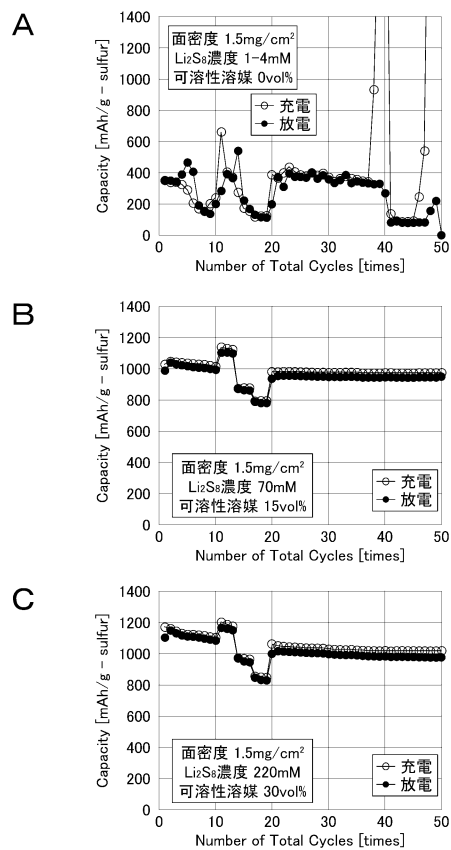 A
1400
1200
1000
800
600
400
200
0
Capacity [mAh/g - sulfur]
面密度 1.5mg/cm²
Li2S8濃度 1-4mM
可溶性溶媒 0vol%
充電
放電
0 10 20 30 40 50
Number of Total Cycles [times]
B
1400
1200
1000
800
600
400
200
0
Capacity [mAh/g - sulfur]
面密度 1.5mg/cm²
Li2S8濃度 70mM
可溶性溶媒 15vol%
充電
放電
0 10 20 30 40 50
Number of Total Cycles [times]
C
1400
1200
1000
800
600
400
200
0
Capacity [mAh/g - sulfur]
面密度 1.5mg/cm²
Li2S8濃度 220mM
可溶性溶媒 30vol%
充電
放電
0 10 20 30 40 50
Number of Total Cycles [times]